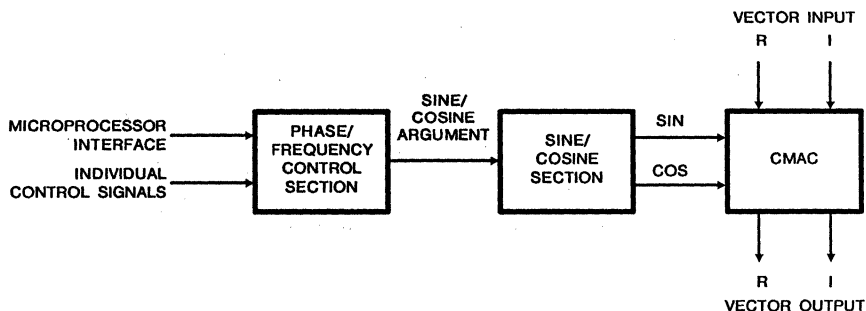 VECTOR INPUT
R I
MICROPROCESSOR
INTERFACE
INDIVIDUAL
CONTROL SIGNALS
PHASE/
FREQUENCY
CONTROL
SECTION
SINE/
COSINE
ARGUMENT
SINE/
COSINE
SECTION
SIN
COS
CMAC
R I
VECTOR OUTPUT